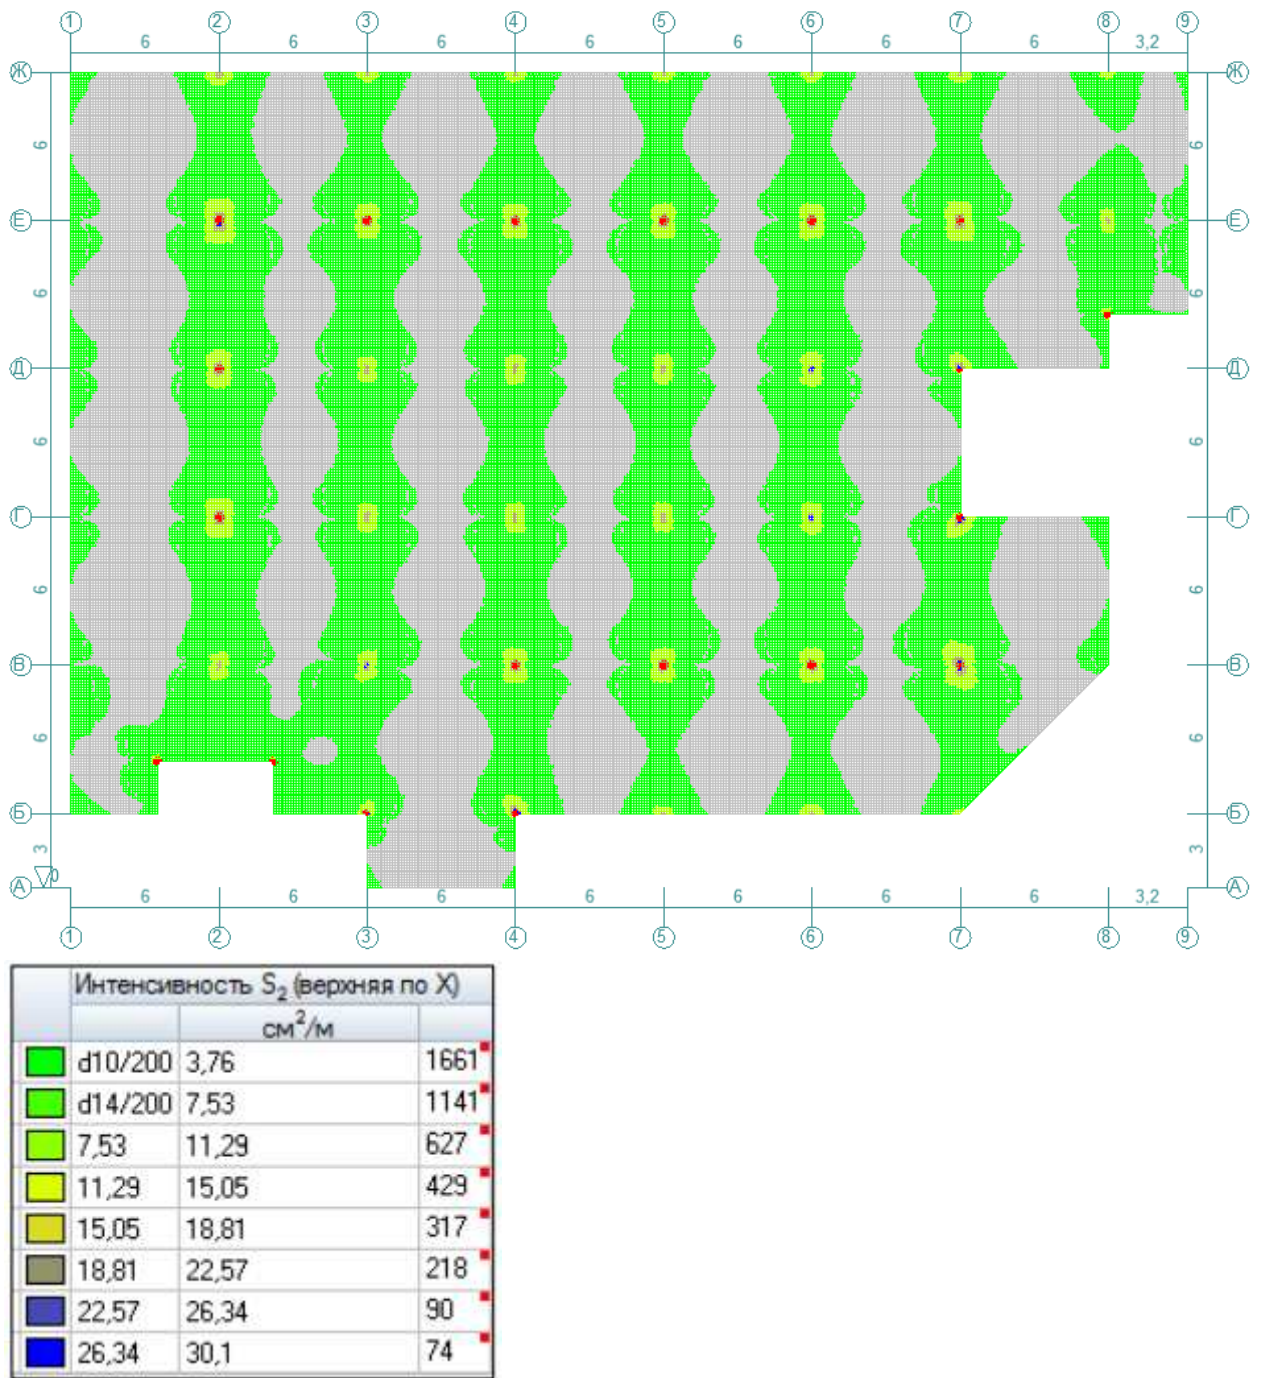 1 2 3 4 5 6 7 8 9
6 6 6 6 6 6 6 3,2
Ж Ж
6 6
Е Е
6 6
Д Д
6 6
Г Г
6 6
В В
6 6
Б Б
3 3
0
А А
6 6 6 6 6 6 6 3,2
1 2 3 4 5 6 7 8 9
Интенсивность S₂ (верхняя по X)
см²/м
d10/200 3,76 1661
d14/200 7,53 1141
7,53 11,29 627
11,29 15,05 429
15,05 18,81 317
18,81 22,57 218
22,57 26,34 90
26,34 30,1 74